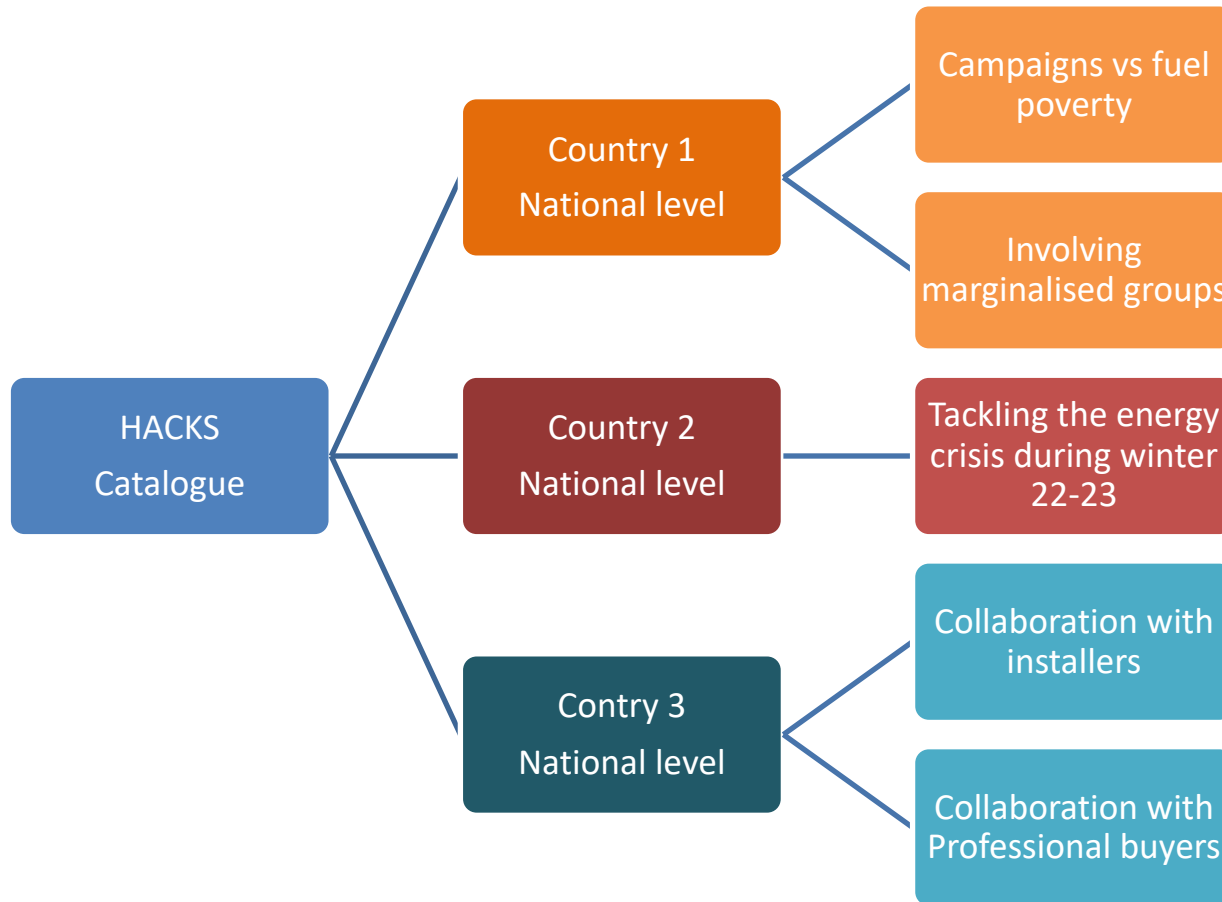 HACKS
Catalogue
Country 1
National level
Campaigns vs fuel
poverty
Involving
marginalised groups
Country 2
National level
Tackling the energy
crisis during winter
22-23
Contry 3
National level
Collaboration with
installers
Collaboration with
Professional buyers